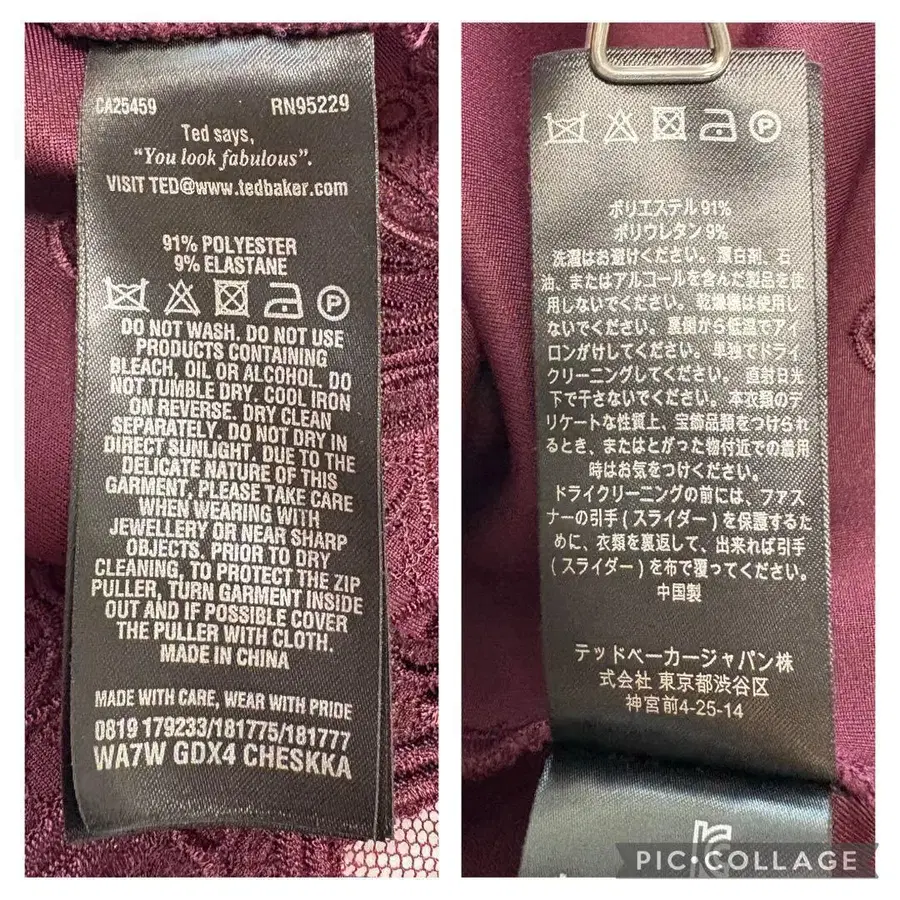 CA25459 RN95229
Ted says,
“You look fabulous”.
VISIT TED@www.tedbaker.com
91% POLYESTER
9% ELASTANE
P
DO NOT WASH. DO NOT USE
PRODUCTS CONTAINING
BLEACH, OIL OR ALCOHOL. DO
NOT TUMBLE DRY. COOL IRON
ON REVERSE. DRY CLEAN
SEPARATELY. DO NOT DRY IN
DIRECT SUNLIGHT. DUE TO THE
DELICATE NATURE OF THIS
GARMENT, PLEASE TAKE CARE
WHEN WEARING WITH
JEWELLERY OR NEAR SHARP
OBJECTS. PRIOR TO DRY
CLEANING, TO PROTECT THE ZIP
PULLER, TURN GARMENT INSIDE
OUT AND IF POSSIBLE COVER
THE PULLER WITH CLOTH.
MADE IN CHINA
MADE WITH CARE, WEAR WITH PRIDE
0819 179233/181775/181777
WA7W GDX4 CHESKKA
P
ポリエステル 91%
ポリウレタン 9%
洗濯はお避けください。漂白剤、石
油、またはアルコールを含んだ製品を使
用しないでください。乾燥機は使用し
ないでください。裏側から低温でアイ
ロンがけしてください。単独でドライ
クリーニングしてください。直射日光
下で干さないでください。本衣類のデ
リケートな性質上、宝飾品類をつけられ
るとき、またはとがった物付近での着用
時はお気をつけください。
ドライクリーニングの前には、ファス
ナーの引手(スライダー)を保護するた
めに、衣類を裏返して、出来れば引手
(スライダー)を布で覆ってください。
中国製
テッドベーカージャパン株
式会社 東京都渋谷区
神宮前4-25-14
PIC•COLLAGE